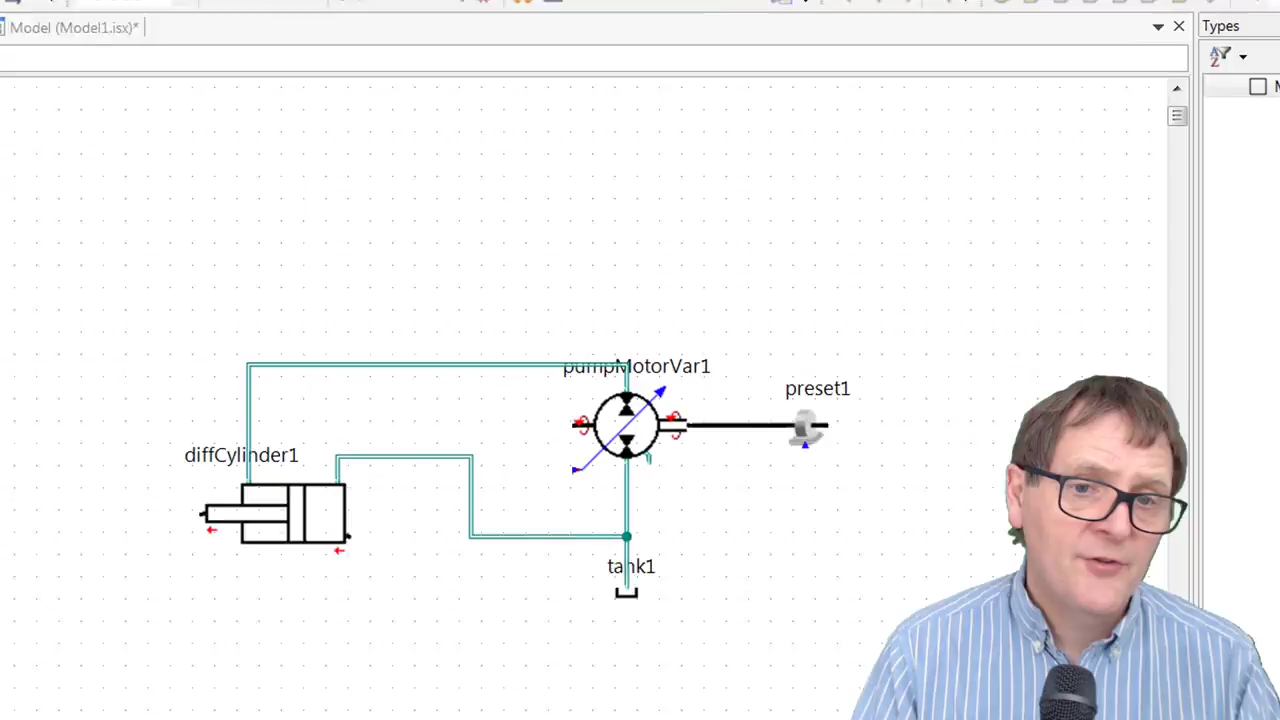 Model (Model1.isx)*
Types
pumpMotorVar1
preset1
diffCylinder1
tank1